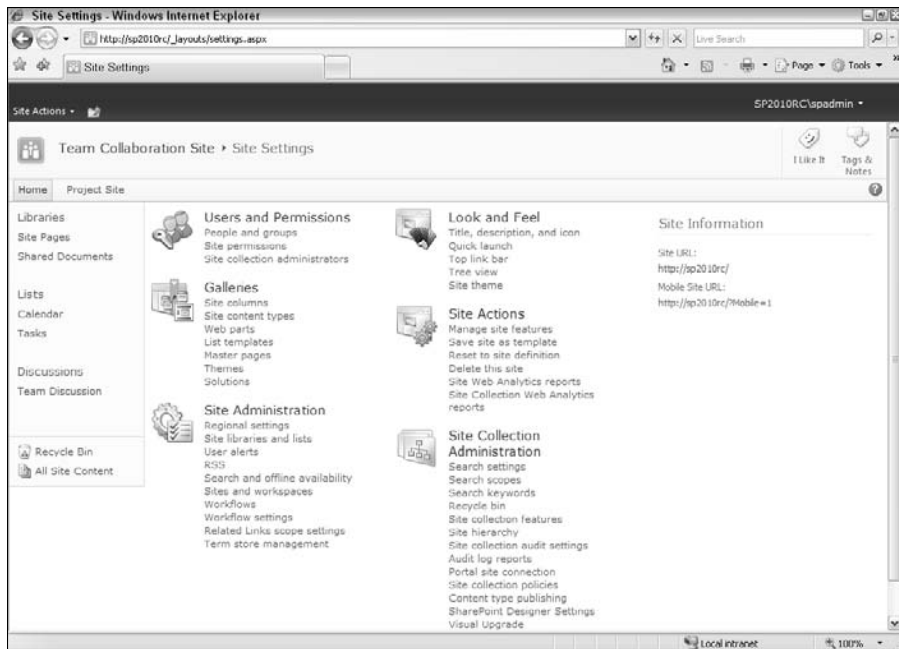 Site Settings - Windows Internet Explorer
http://sp2010rc/_layouts/settings.aspx
Live Search
Site Settings
Page
Tools
Site Actions
SP2010RC\spadmin
Team Collaboration Site ▸ Site Settings
I Like It
Tags & Notes
Home
Project Site
Libraries
Site Pages
Shared Documents
Lists
Calendar
Tasks
Discussions
Team Discussion
Recycle Bin
All Site Content
Users and Permissions
People and groups
Site permissions
Site collection administrators
Galleries
Site columns
Site content types
Web parts
List templates
Master pages
Themes
Solutions
Site Administration
Regional settings
Site libraries and lists
User alerts
RSS
Search and offline availability
Sites and workspaces
Workflows
Workflow settings
Related Links scope settings
Term store management
Look and Feel
Title, description, and icon
Quick launch
Top link bar
Tree view
Site theme
Site Actions
Manage site features
Save site as template
Reset to site definition
Delete this site
Site Web Analytics reports
Site Collection Web Analytics
reports
Site Collection
Administration
Search settings
Search scopes
Search keywords
Recycle bin
Site collection features
Site hierarchy
Site collection audit settings
Audit log reports
Portal site connection
Site collection policies
Content type publishing
SharePoint Designer Settings
Visual Upgrade
Site Information
Site URL:
http://sp2010rc/
Mobile Site URL:
http://sp2010rc/?Mobile=1
Local intranet
100%